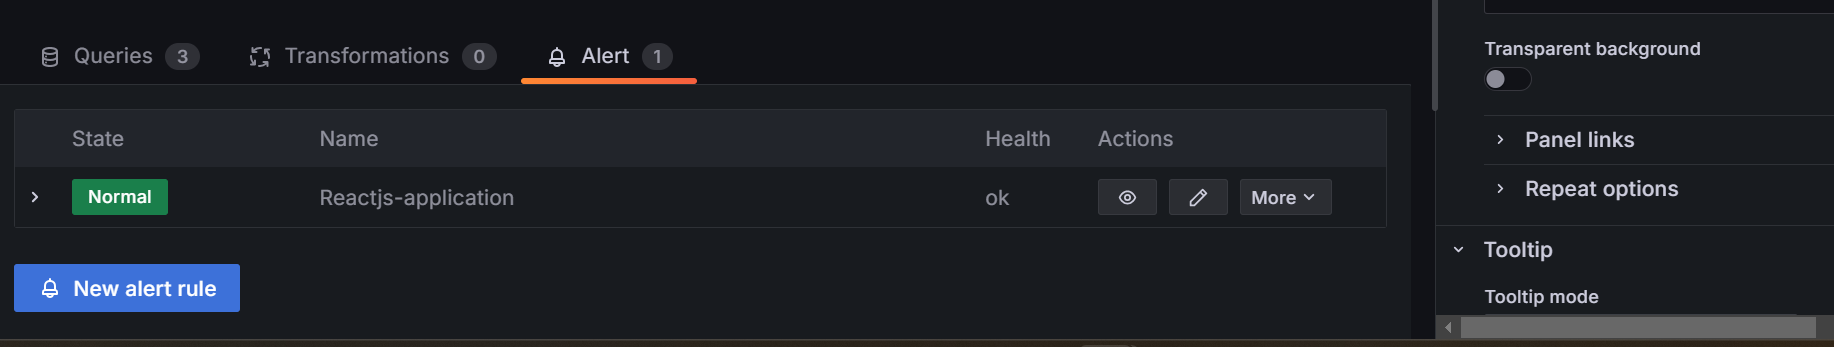 Queries 3 Transformations 0 Alert 1
State Name Health Actions
Normal Reactjs-application ok More
New alert rule
Transparent background
Panel links
Repeat options
Tooltip
Tooltip mode